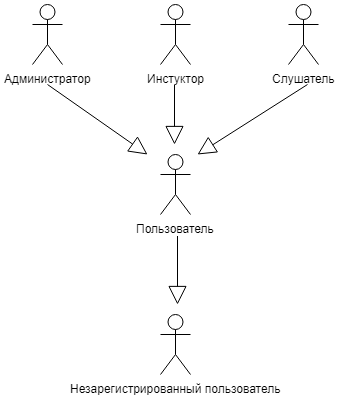 Администратор
Инстуктор
Слушатель
Пользователь
Незарегистрированный пользователь